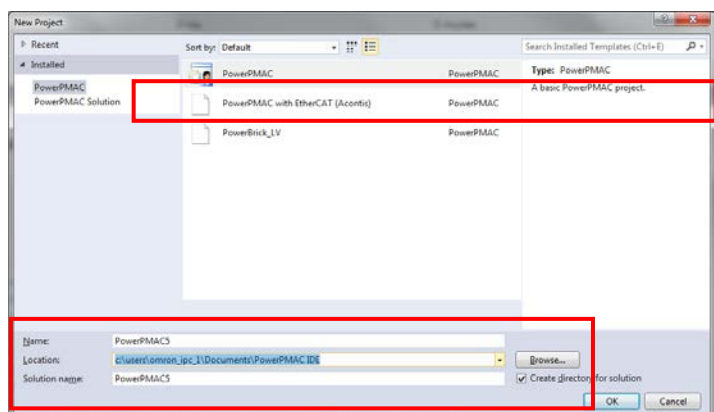 New Project
Recent
Sort by: Default
Search Installed Templates (Ctrl+E)
Installed
PowerPMAC
PowerPMAC Solution
PowerPMAC PowerPMAC
PowerPMAC with EtherCAT (Acontis) PowerPMAC
PowerBrick_LV PowerPMAC
Type: PowerPMAC
A basic PowerPMAC project.
Name: PowerPMAC5
Location: c:\users\omron_ipc_1\Documents\PowerPMAC IDE
Browse...
Solution name: PowerPMAC5
Create directory for solution
OK Cancel